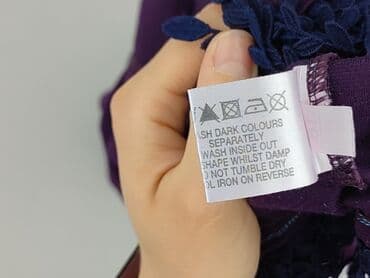 ASH DARK COLOURS
SEPARATELY
WASH INSIDE OUT
SHAPE WHILST DAMP
O NOT TUMBLE DRY
OL IRON ON REVERSE